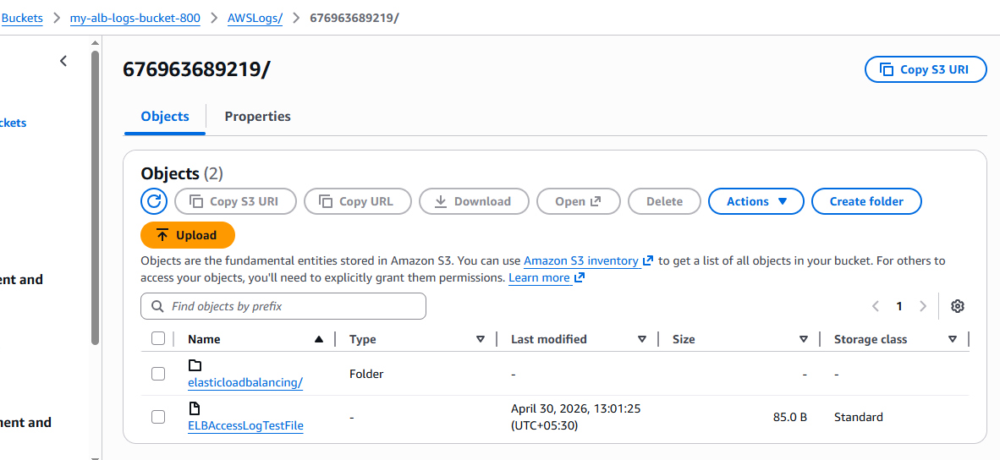 Buckets > my-alb-logs-bucket-800 > AWSLogs/ > 676963689219/
676963689219/
Copy S3 URI
ckets
Objects
Properties
Objects (2)
Copy S3 URI
Copy URL
Download
Open
Delete
Actions
Create folder
Upload
Objects are the fundamental entities stored in Amazon S3. You can use Amazon S3 inventory to get a list of all objects in your bucket. For others to
access your objects, you'll need to explicitly grant them permissions. Learn more
ent and
Find objects by prefix
1
Name
Type
Last modified
Size
Storage class
elasticloadbalancing/
Folder
-
-
-
ELBAccessLogTestFile
-
April 30, 2026, 13:01:25
(UTC+05:30)
85.0 B
Standard
nent and